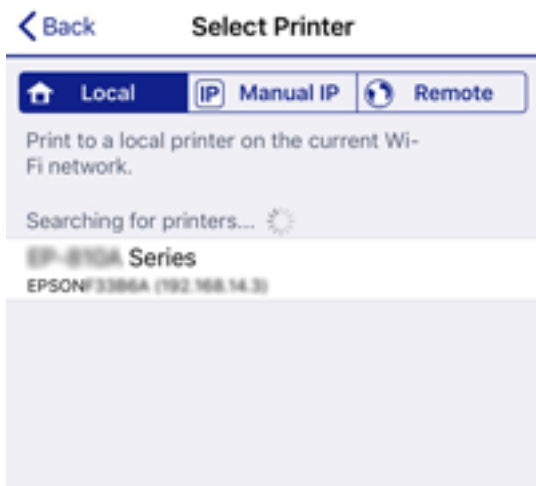 Back Select Printer
Local IP Manual IP Remote
Print to a local printer on the current Wi-
Fi network.
Searching for printers...
Series
EPSON